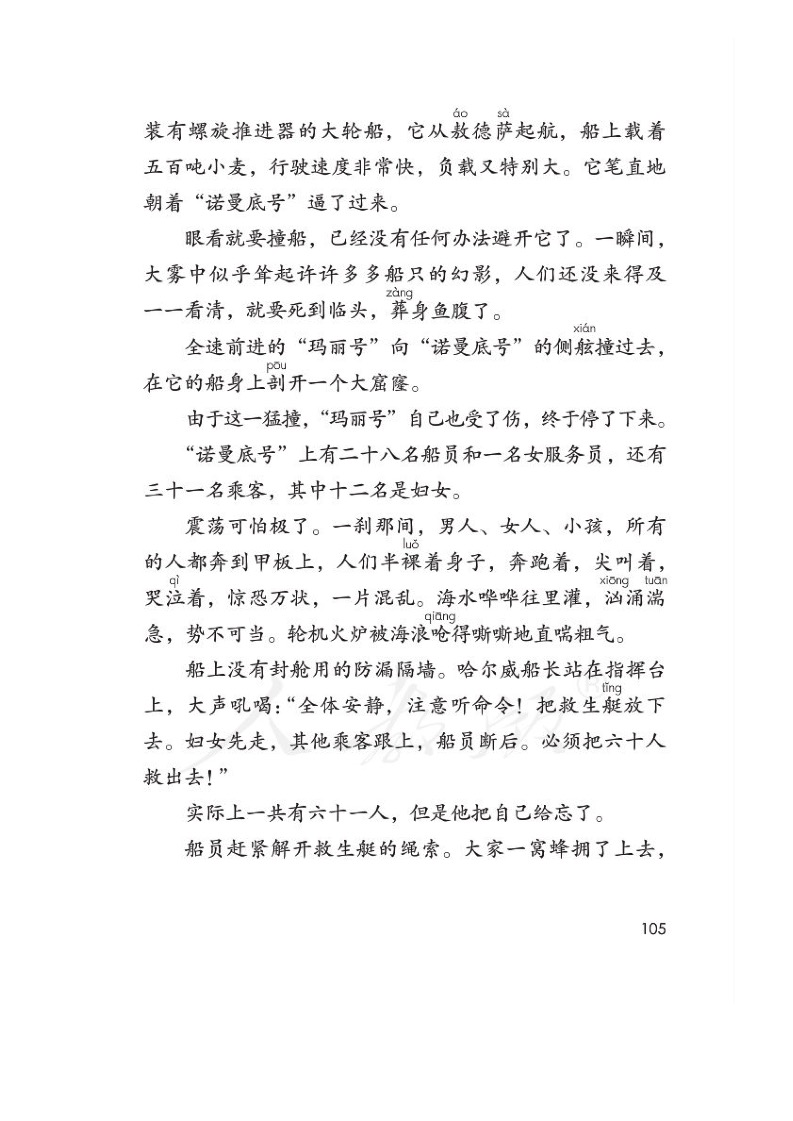 áo sà
装有螺旋推进器的大轮船，它从敖德萨起航，船上载着
五百吨小麦，行驶速度非常快，负载又特别大。它笔直地
朝着“诺曼底号”逼了过来。
眼看就要撞船，已经没有任何办法避开它了。一瞬间，
大雾中似乎耸起许许多多船只的幻影，人们还没来得及
zàng
一一看清，就要死到临头，葬身鱼腹了。
xián
全速前进的“玛丽号”向“诺曼底号”的侧舷撞过去，
pōu
在它的船身上剖开一个大窟窿。
由于这一猛撞，“玛丽号”自己也受了伤，终于停了下来。
“诺曼底号”上有二十八名船员和一名女服务员，还有
三十一名乘客，其中十二名是妇女。
震荡可怕极了。一刹那间，男人、女人、小孩，所有
luǒ
的人都奔到甲板上，人们半裸着身子，奔跑着，尖叫着，
qì xiōng tuān
哭泣着，惊恐万状，一片混乱。海水哗哗往里灌，汹涌湍
qiāng
急，势不可当。轮机火炉被海浪呛得嘶嘶地直喘粗气。
船上没有封舱用的防漏隔墙。哈尔威船长站在指挥台
tǐng
上，大声吼喝：“全体安静，注意听命令！把救生艇放下
去。妇女先走，其他乘客跟上，船员断后。必须把六十人
救出去！”
实际上一共有六十一人，但是他把自己给忘了。
船员赶紧解开救生艇的绳索。大家一窝蜂拥了上去，
105
人教